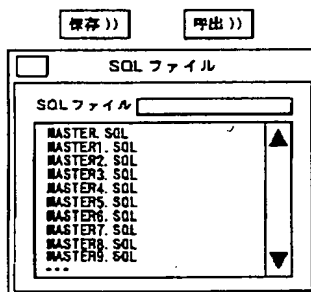 保存 )) 呼出 ))
SQL ファイル
SQLファイル
MASTER. SQL
MASTER1. SQL
MASTER2. SQL
MASTER3. SQL
MASTER4. SQL
MASTER5. SQL
MASTER6. SQL
MASTER7. SQL
MASTER8. SQL
MASTER9. SQL
...